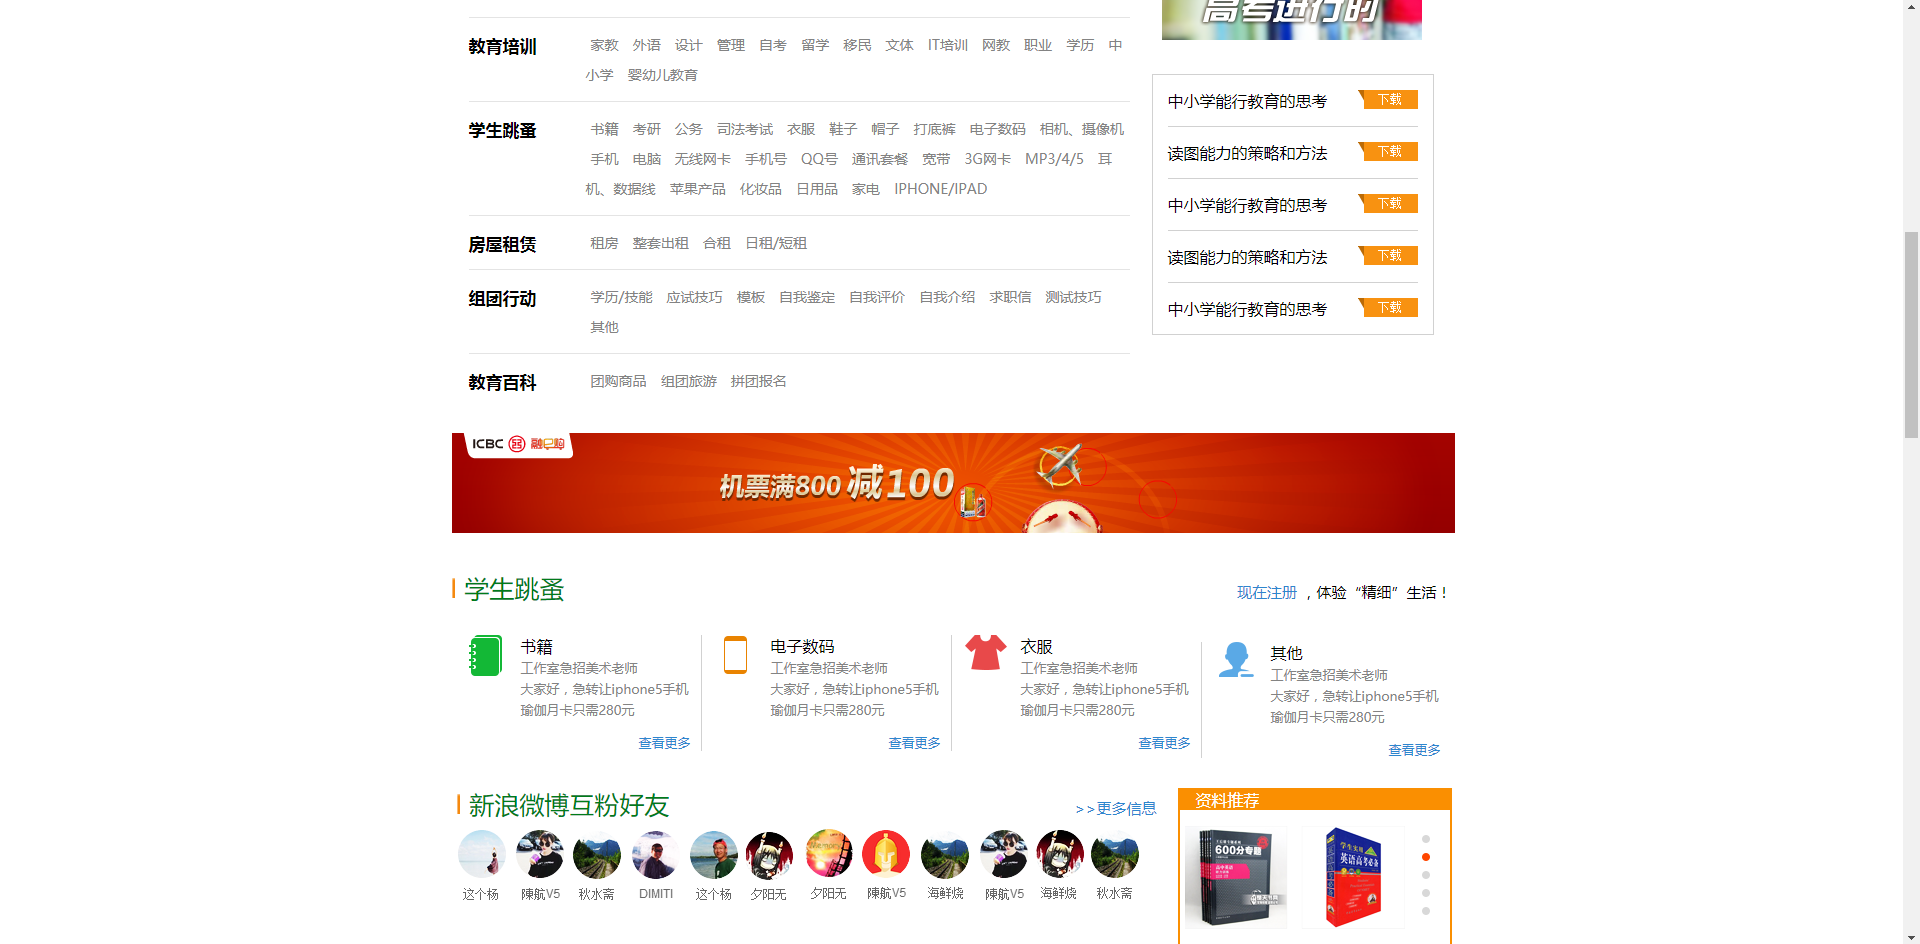 高考进行时
教育培训
家教 外语 设计 管理 自考 留学 移民 文体 IT培训 网教 职业 学历 中
小学 婴幼儿教育
学生跳蚤
书籍 考研 公务 司法考试 衣服 鞋子 帽子 打底裤 电子数码 相机、摄像机
手机 电脑 无线网卡 手机号 QQ号 通讯套餐 宽带 3G网卡 MP3/4/5 耳
机、数据线 苹果产品 化妆品 日用品 家电 IPHONE/IPAD
房屋租赁
租房 整套出租 合租 日租/短租
组团行动
学历/技能 应试技巧 模板 自我鉴定 自我评价 自我介绍 求职信 测试技巧
其他
教育百科
团购商品 组团旅游 拼团报名
中小学能行教育的思考 下载
读图能力的策略和方法 下载
中小学能行教育的思考 下载
读图能力的策略和方法 下载
中小学能行教育的思考 下载
ICBC 融e购
机票满800 减100
学生跳蚤
现在注册 ，体验“精细”生活！
书籍
工作室急招美术老师
大家好，急转让iphone5手机
瑜伽月卡只需280元
查看更多
电子数码
工作室急招美术老师
大家好，急转让iphone5手机
瑜伽月卡只需280元
查看更多
衣服
工作室急招美术老师
大家好，急转让iphone5手机
瑜伽月卡只需280元
查看更多
其他
工作室急招美术老师
大家好，急转让iphone5手机
瑜伽月卡只需280元
查看更多
新浪微博互粉好友
>>更多信息
这个杨 陳航V5 秋水斋 DIMITI 这个杨 夕阳无 夕阳无 陳航V5 海鲜烧 陳航V5 海鲜烧 秋水斋
资料推荐
600分专题
学生实用
英语高考必备